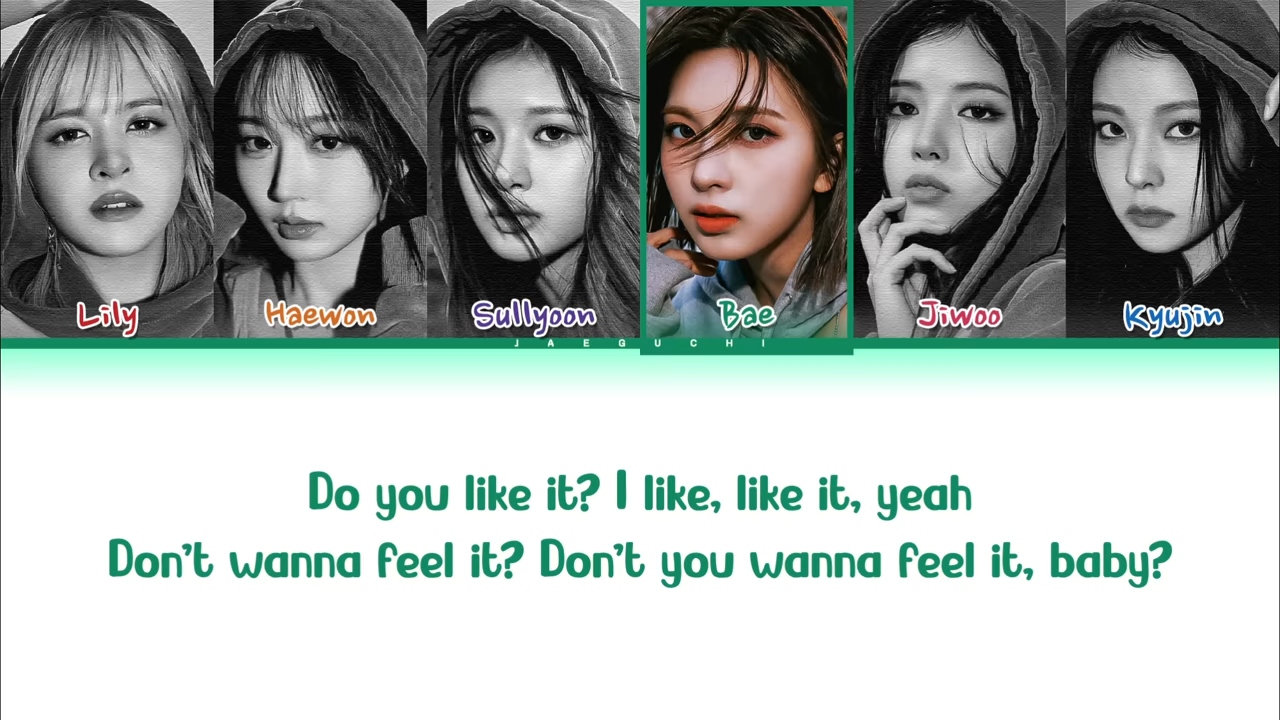 Lily
Haewon
Sullyoon
Bae
Jiwoo
Kyujin
JAEGUCHI
Do you like it? I like, like it, yeah
Don't wanna feel it? Don't you wanna feel it, baby?